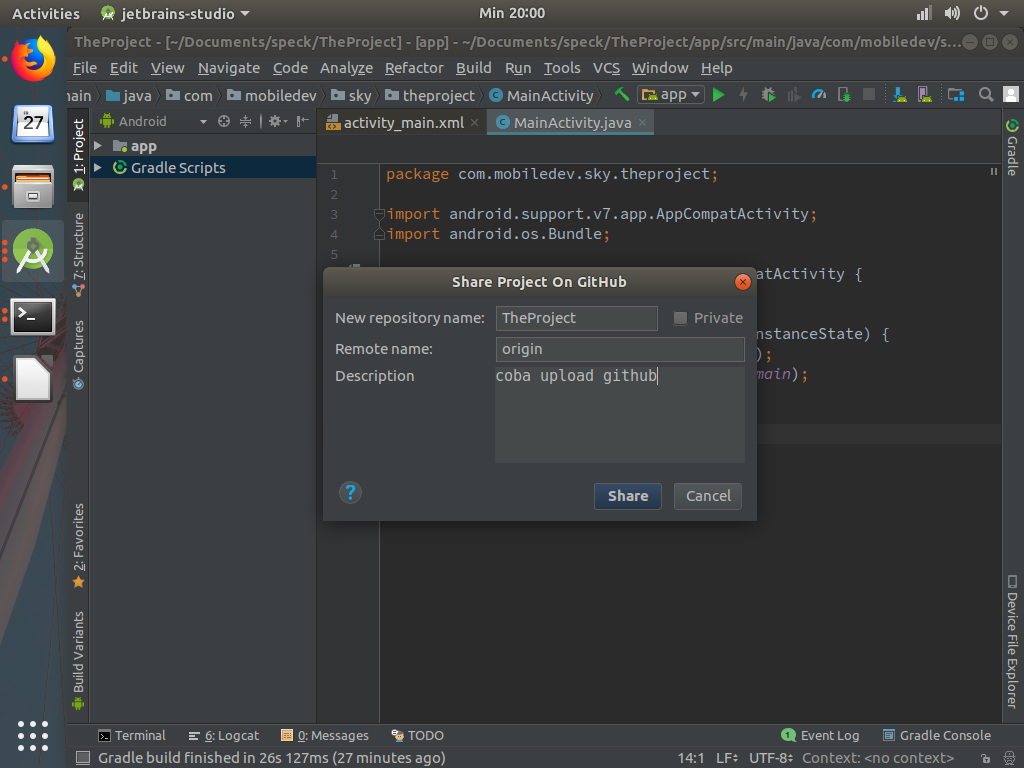 Activities jetbrains-studio Min 20:00
TheProject - [~/Documents/speck/TheProject] - [app] - ~/Documents/speck/TheProject/app/src/main/java/com/mobiledev/s...
File Edit View Navigate Code Analyze Refactor Build Run Tools VCS Window Help
main java com mobiledev sky theproject MainActivity app
27
Android
activity_main.xml MainActivity.java
1: Project
7: Structure
Captures
2: Favorites
Build Variants
app
Gradle Scripts
1 package com.mobiledev.sky.theproject;
2
3 import android.support.v7.app.AppCompatActivity;
4 import android.os.Bundle;
5
atActivity {
nstanceState) {
);
main);
Share Project On GitHub
New repository name: TheProject Private
Remote name: origin
Description coba upload github
? Share Cancel
Gradle
Device File Explorer
Terminal 6: Logcat 0: Messages TODO 1 Event Log Gradle Console
Gradle build finished in 26s 127ms (27 minutes ago) 14:1 LF÷ UTF-8÷ Context: <no context>